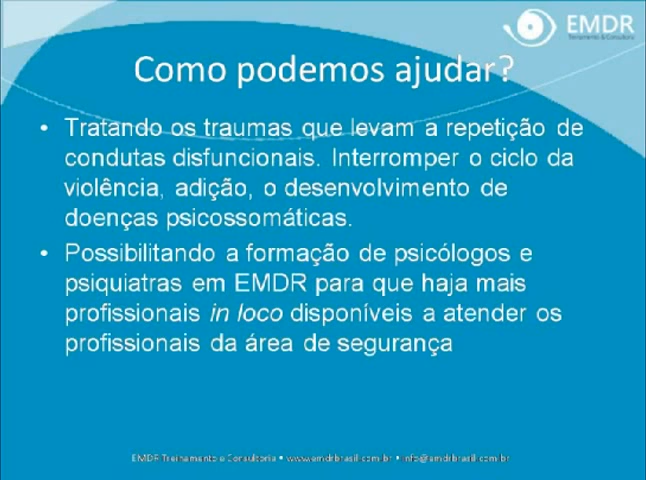 EMDR
Treinamento & Consultoria
Como podemos ajudar?
• Tratando os traumas que levam a repetição de
condutas disfuncionais. Interromper o ciclo da
violência, adição, o desenvolvimento de
doenças psicossomáticas.
• Possibilitando a formação de psicólogos e
psiquiatras em EMDR para que haja mais
profissionais in loco disponíveis a atender os
profissionais da área de segurança
EMDR Treinamento e Consultoria • www.emdrbrasil.com.br • info@emdrbrasil.com.br